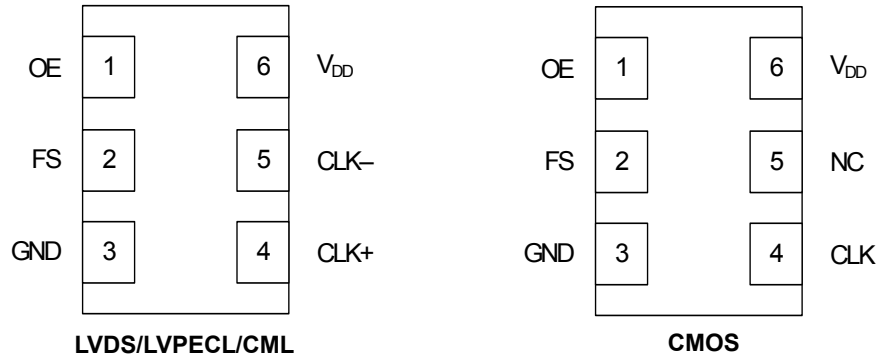 OE 1 6 VDD
FS 2 5 CLK–
GND 3 4 CLK+
LVDS/LVPECL/CML
OE 1 6 VDD
FS 2 5 NC
GND 3 4 CLK
CMOS